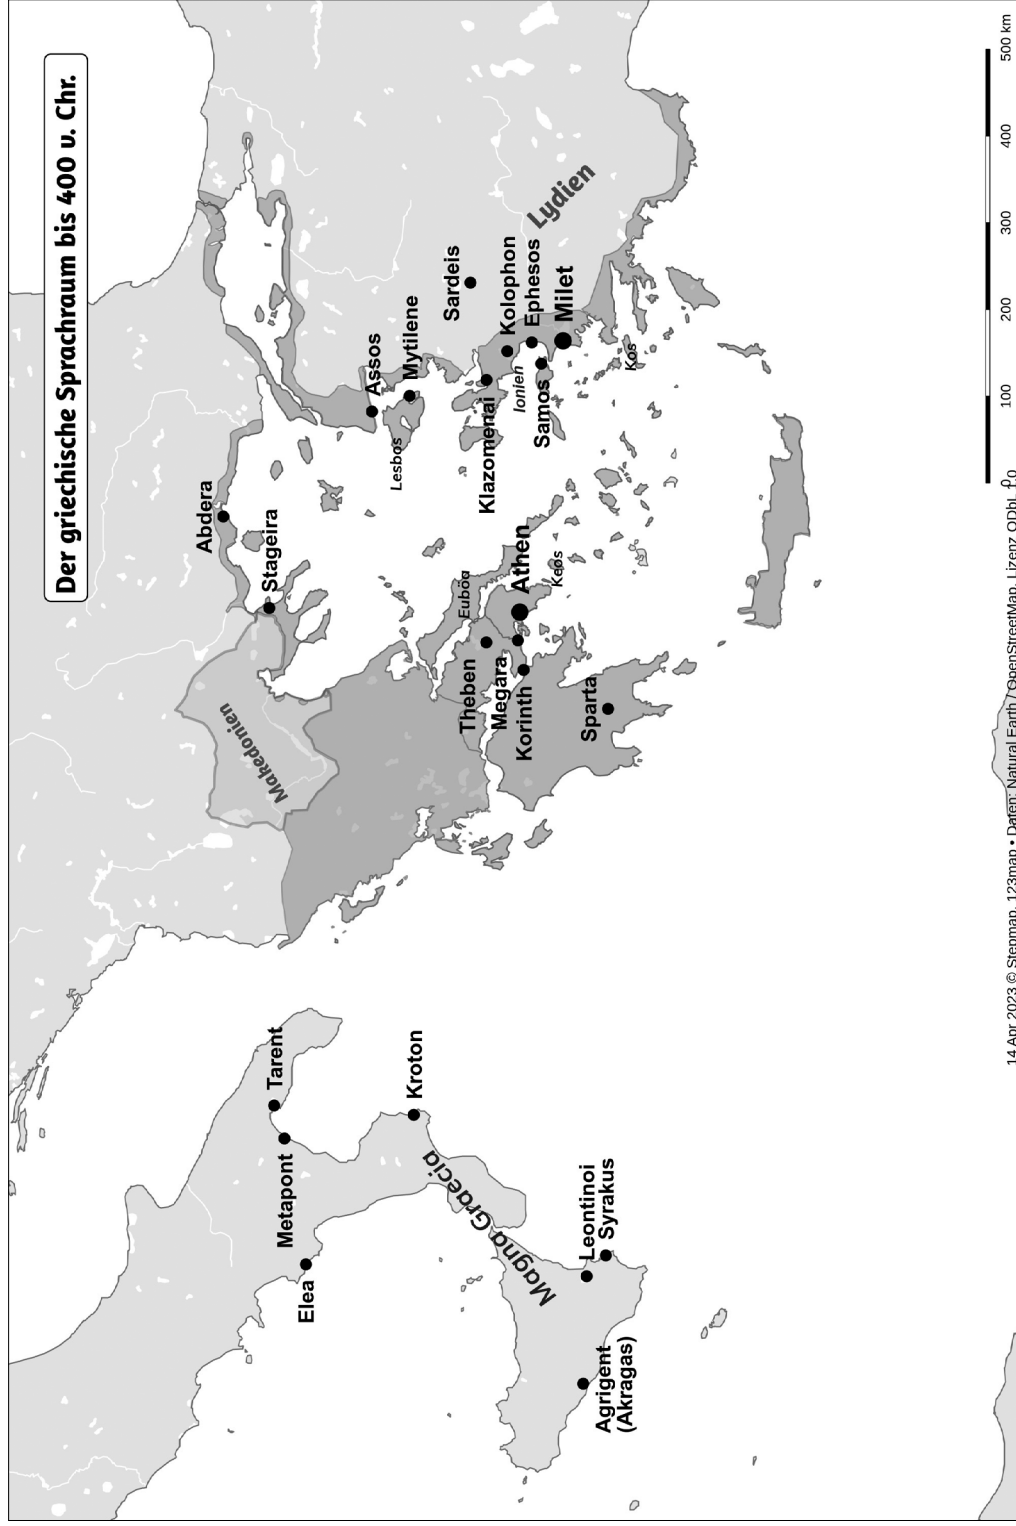 Der griechische Sprachraum bis 400 v. Chr.
Abdera
Stageira
Makedonien
Tarent
Metapont
Elea
Assos
Mytilene
Lesbos
Sardeis
Kroton
Magna Graecia
Euböa
Theben
Klazomenai
Kolophon
Ionien
Ephesos
Lydien
Megara
Athen
Korinth
Samos
Milet
Keos
Kos
Sparta
Leontinoi
Syrakus
Agrigent
(Akragas)
0 100 200 300 400 500 km
14 Apr 2023 © Stepmap, 123map • Daten: Natural Earth / OpenStreetMap, Lizenz ODbL 1.0